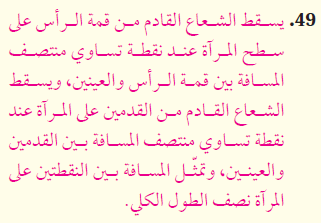 49. يسقط الشعاع القادم من قمة الرأس على
سطح المرآة عند نقطة تساوي منتصف
المسافة بين قمة الرأس والعينين، ويسقط
الشعاع القادم من القدمين على المرآة عند
نقطة تساوي منتصف المسافة بين القدمين
والعينين، وتمثّل المسافة بين النقطتين على
المرآة نصف الطول الكلي.